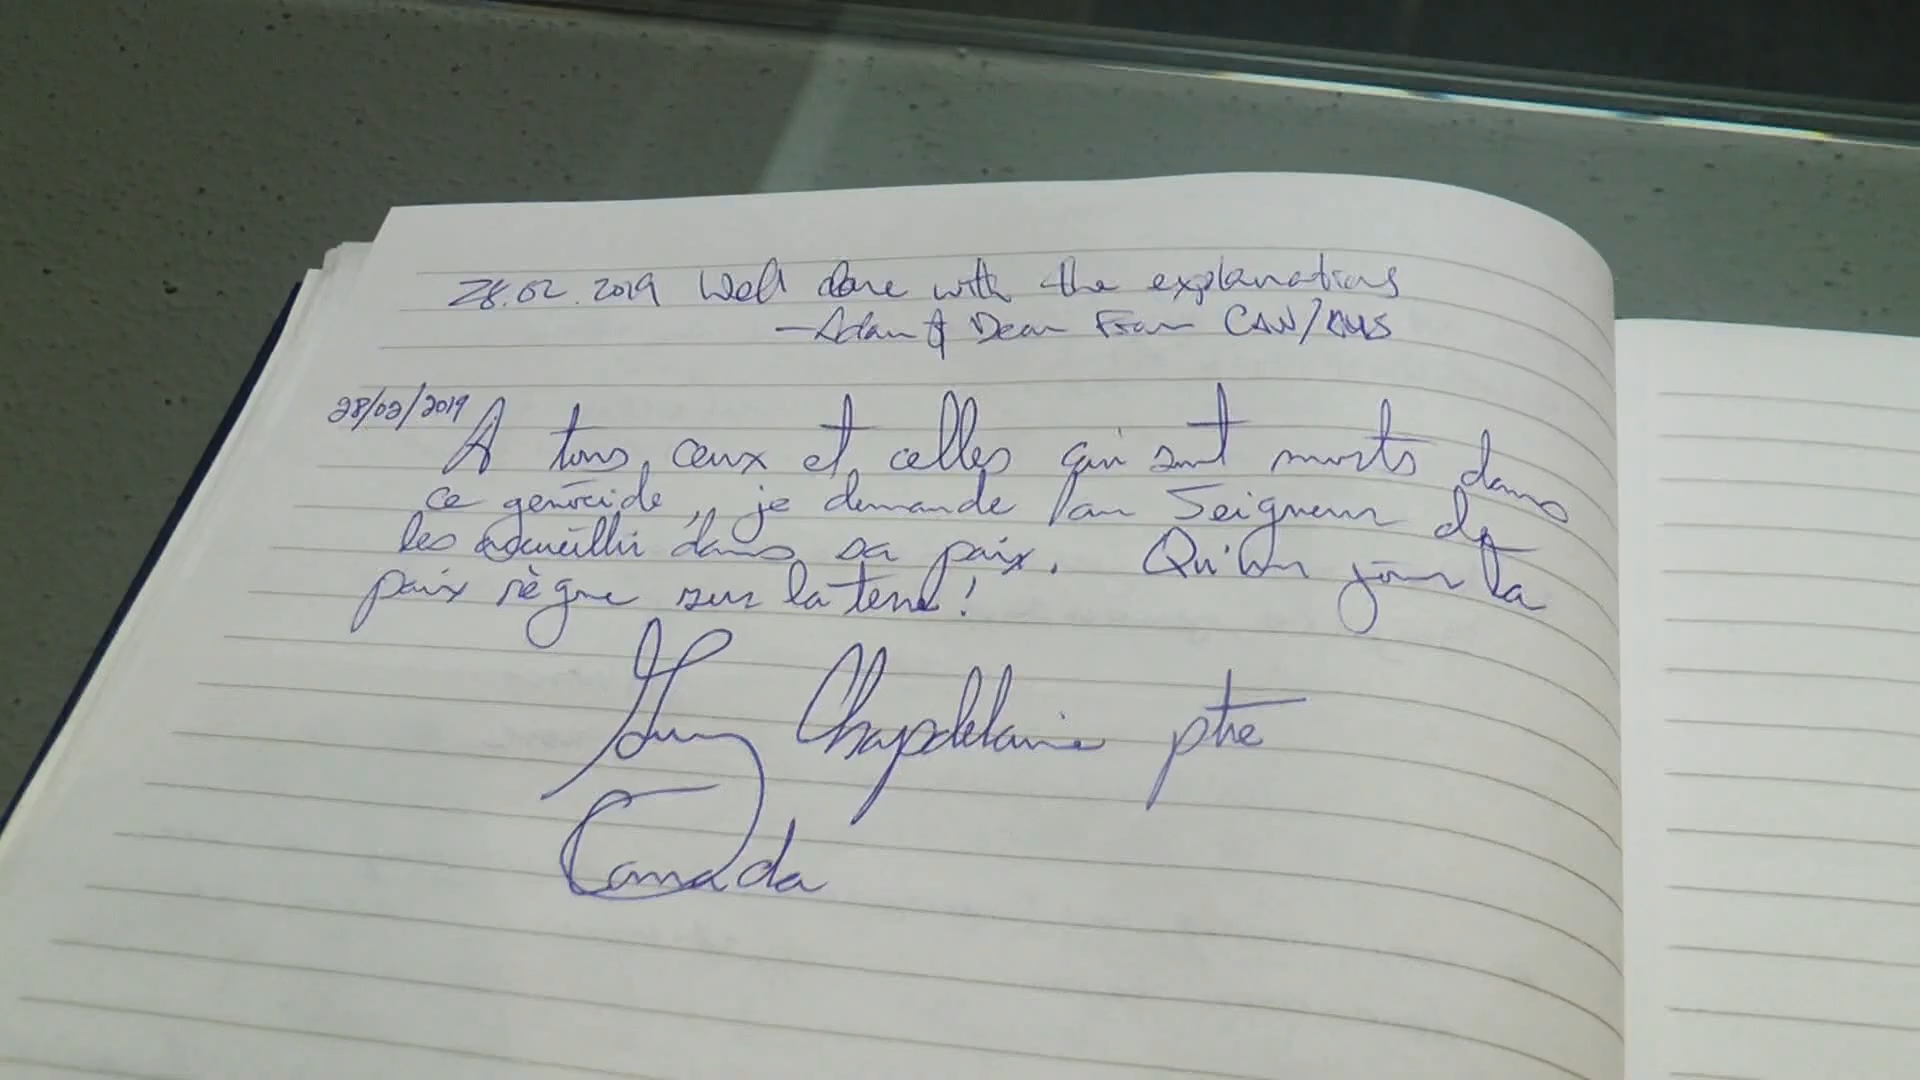 28.02.2019 Well done with the explanations
—Adam & Dean From CAN/AUS
28/02/2019
A tous ceux et celles qui sont morts dans
ce génocide, je demande au Seigneur de
les accueillir dans sa paix. Qu'un jour la
paix règne sur la terre!
Chapdelaine ptre
Canada